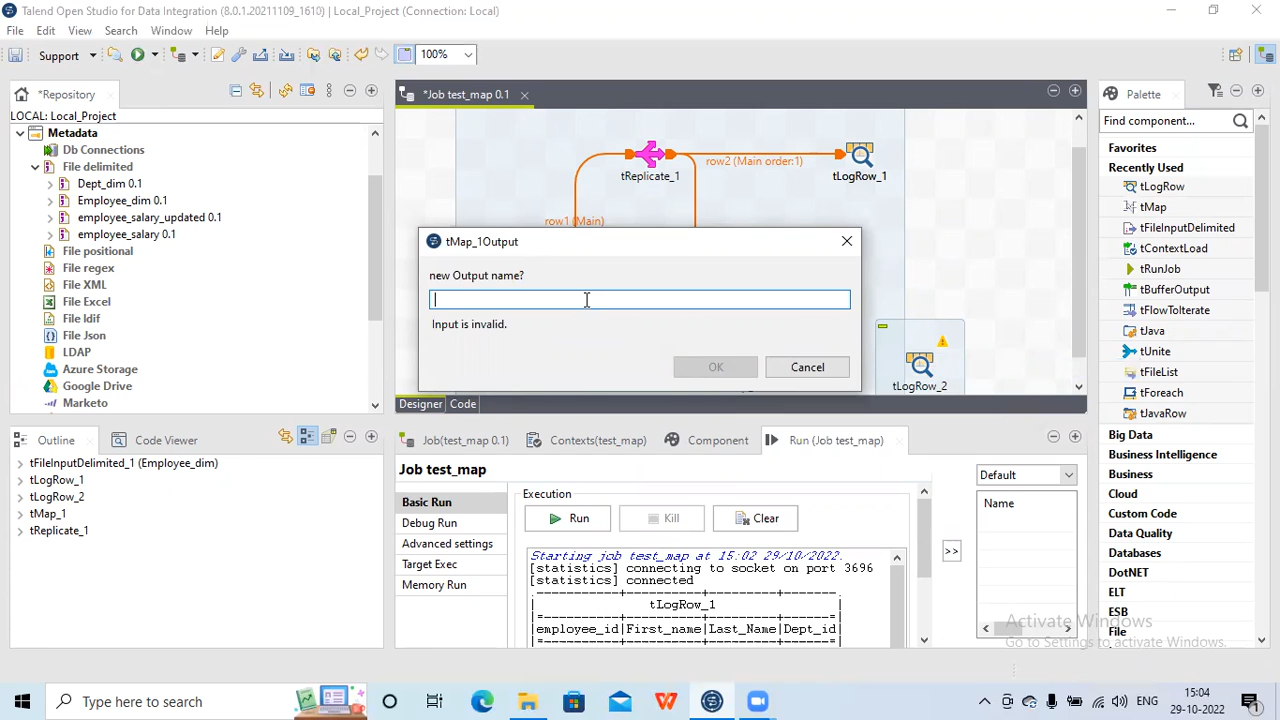 Talend Open Studio for Data Integration (8.0.1.20211109_1610) | Local_Project (Connection: Local)
File Edit View Search Window Help
Support 100%
*Repository
LOCAL: Local_Project
Metadata
Db Connections
File delimited
Dept_dim 0.1
Employee_dim 0.1
employee_salary_updated 0.1
employee_salary 0.1
File positional
File regex
File XML
File Excel
File ldif
File Json
LDAP
Azure Storage
Google Drive
Marketo
*Job test_map 0.1
tReplicate_1
row2 (Main order:1)
tLogRow_1
row1 (Main)
tMap_1Output
new Output name?
Input is invalid.
OK Cancel
tLogRow_2
Designer Code
Palette
Find component...
Favorites
Recently Used
tLogRow
tMap
tFileInputDelimited
tContextLoad
tRunJob
tBufferOutput
tFlowToIterate
tJava
tUnite
tFileList
tForeach
tJavaRow
Big Data
Business Intelligence
Business
Cloud
Custom Code
Data Quality
Databases
DotNET
ELT
ESB
File
Outline Code Viewer
tFileInputDelimited_1 (Employee_dim)
tLogRow_1
tLogRow_2
tMap_1
tReplicate_1
Job(test_map 0.1) Contexts(test_map) Component Run (Job test_map)
Job test_map
Basic Run
Debug Run
Advanced settings
Target Exec
Memory Run
Execution
Run Kill Clear
Starting job test_map at 15:02 29/10/2022.
[statistics] connecting to socket on port 3696
[statistics] connected
.-----------+----------+---------+-------.
| tLogRow_1 |
|=----------+----------+---------+------=|
|employee_id|First_name|Last_Name|Dept_id|
|=----------+----------+---------+------=|
Default
Name
>>
Activate Windows
Go to Settings to activate Windows.
Type here to search
ENG
15:04
29-10-2022
1